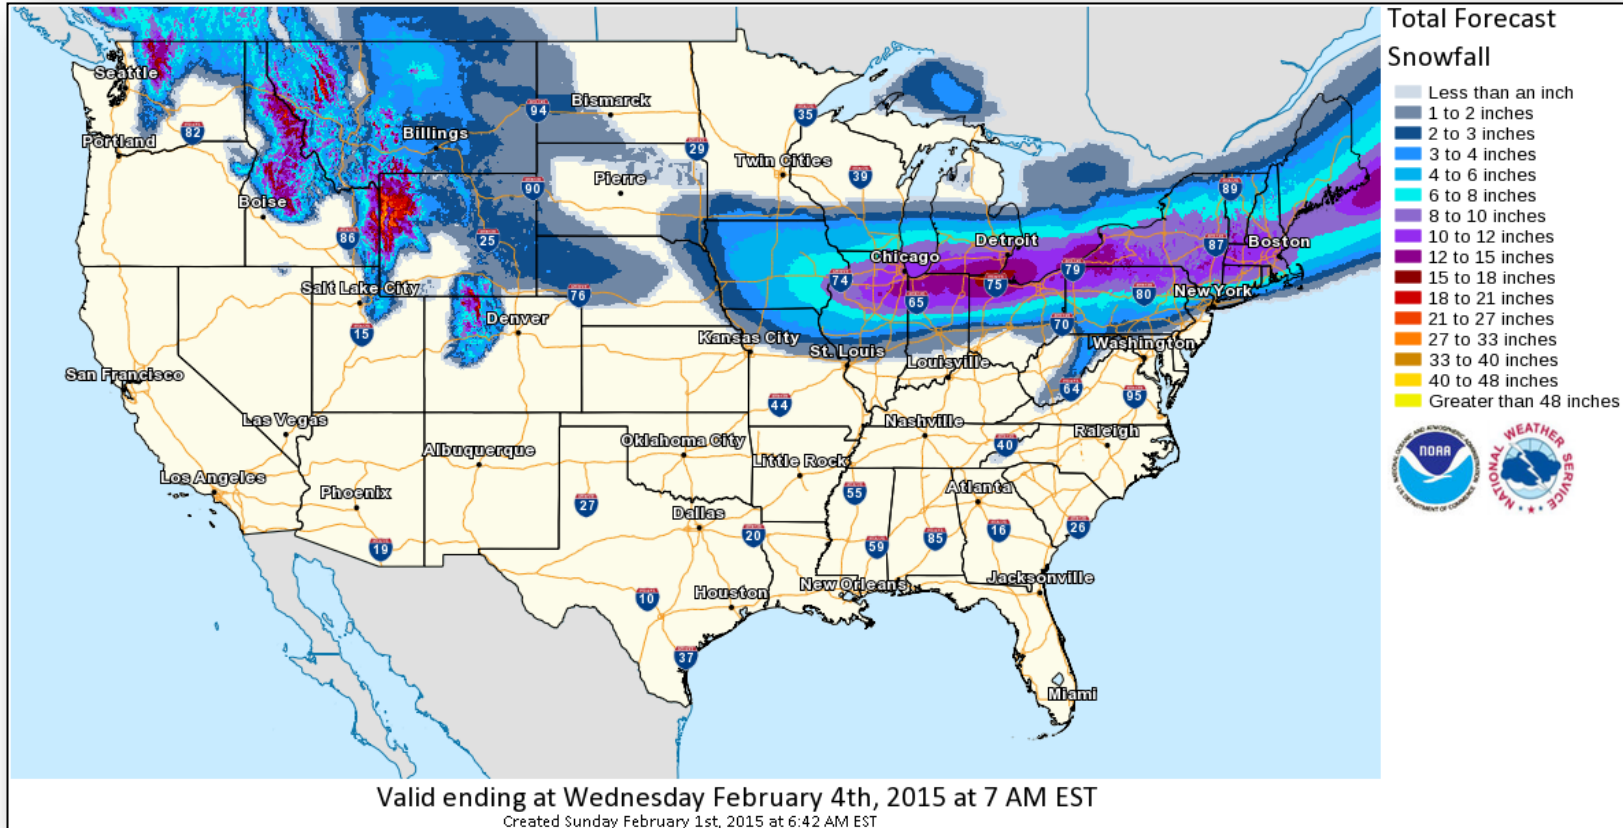 Total Forecast
Snowfall
Less than an inch
1 to 2 inches
2 to 3 inches
3 to 4 inches
4 to 6 inches
6 to 8 inches
8 to 10 inches
10 to 12 inches
12 to 15 inches
15 to 18 inches
18 to 21 inches
21 to 27 inches
27 to 33 inches
33 to 40 inches
40 to 48 inches
Greater than 48 inches
NOAA
NATIONAL WEATHER SERVICE
Seattle
Portland
82
Billings
94
Bismarck
35
29
Twin Cities
39
Pierre
90
Boise
86
25
89
87
Boston
Detroit
Chicago
74
65
75
79
80
New York
70
Washington
Salt Lake City
15
76
Denver
Kansas City
St. Louis
Louisville
64
95
San Francisco
Las Vegas
44
Nashville
40
Raleigh
Los Angeles
Phoenix
Albuquerque
Oklahoma City
Little Rock
Atlanta
19
27
Dallas
20
55
59
85
16
26
10
Houston
New Orleans
Jacksonville
37
Miami
Valid ending at Wednesday February 4th, 2015 at 7 AM EST
Created Sunday February 1st, 2015 at 6:42 AM EST